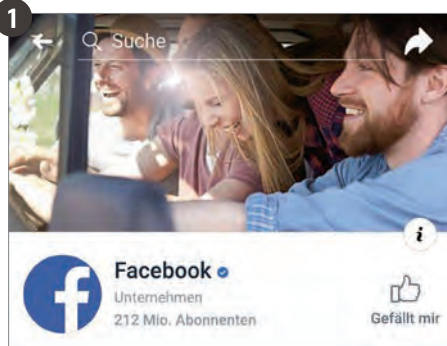 1
Suche
i
Facebook
Unternehmen
212 Mio. Abonnenten
Gefällt mir